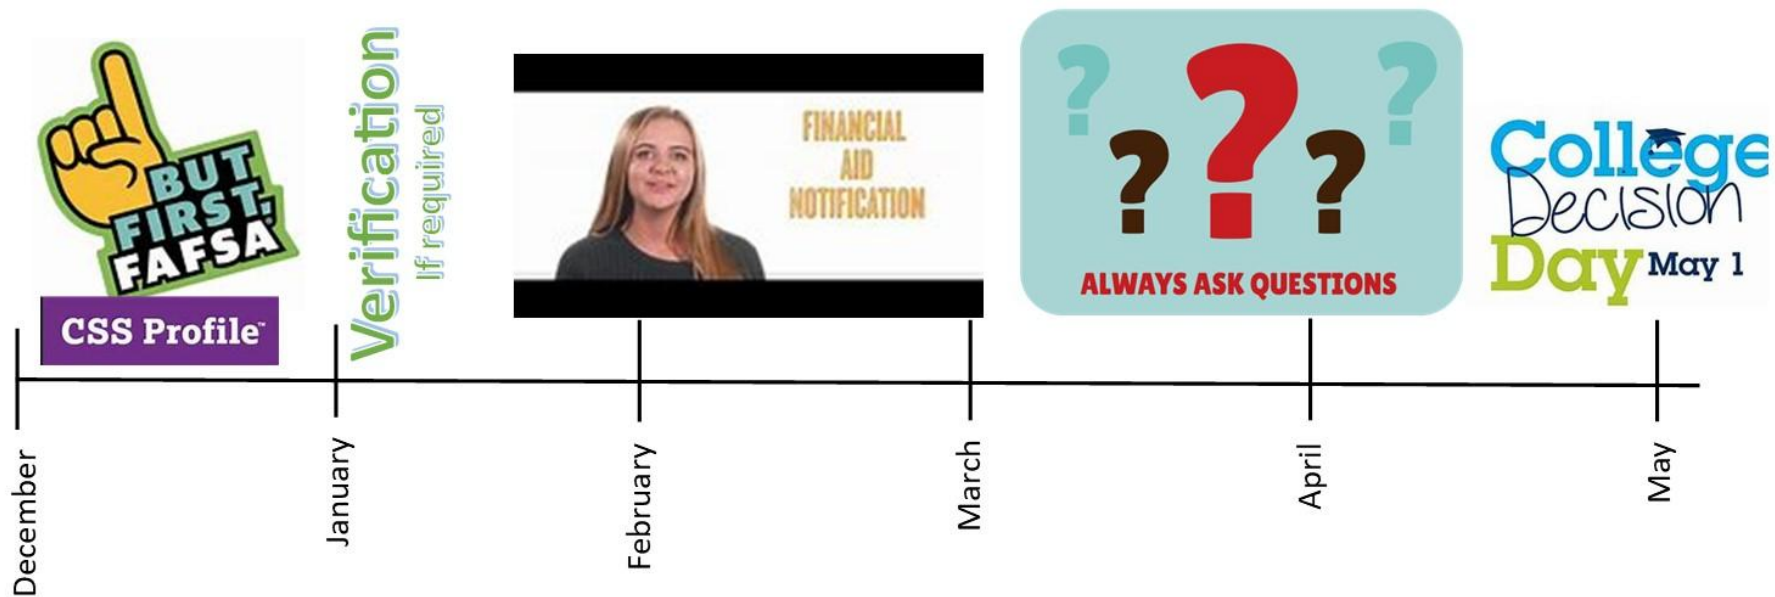 BUT
FIRST,
FAFSA
CSS Profile™
Verification
If required
FINANCIAL
AID
NOTIFICATION
? ? ? ? ?
ALWAYS ASK QUESTIONS
College
Decision
Day May 1
December
January
February
March
April
May